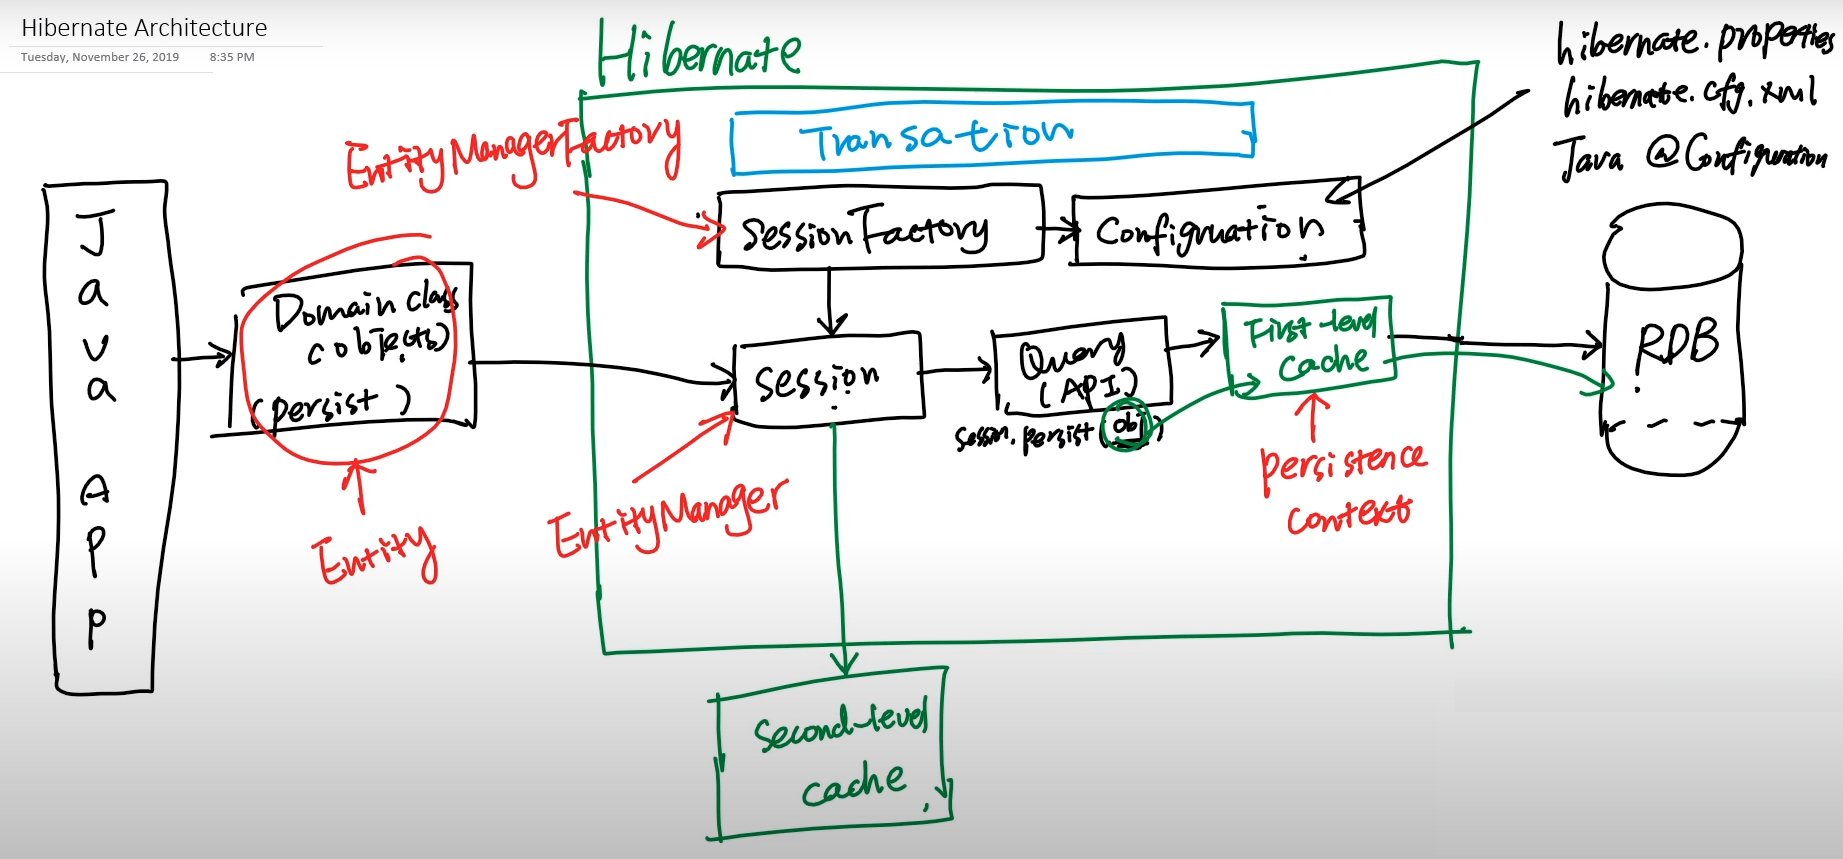 Hibernate Architecture
Tuesday, November 26, 2019 8:35 PM
Hibernate
hibernate.properties
hibernate.cfg.xml
Java @Configuration
Transation
EntityManagerFactory
SessionFactory
Configruation
Java APP
Domain class
(objects)
(persist)
Session
Query
(API)
session.persist(obj)
First-level
cache
RDB
Entity
EntityManager
persistence
context
Second-level
cache